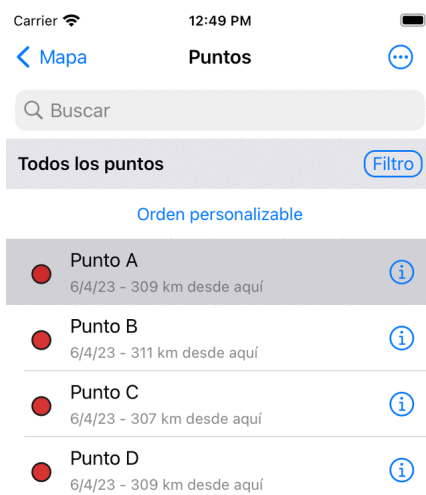 Carrier 12:49 PM
Mapa Puntos
Buscar
Todos los puntos Filtro
Orden personalizable
Punto A
6/4/23 - 309 km desde aquí
Punto B
6/4/23 - 311 km desde aquí
Punto C
6/4/23 - 307 km desde aquí
Punto D
6/4/23 - 309 km desde aquí